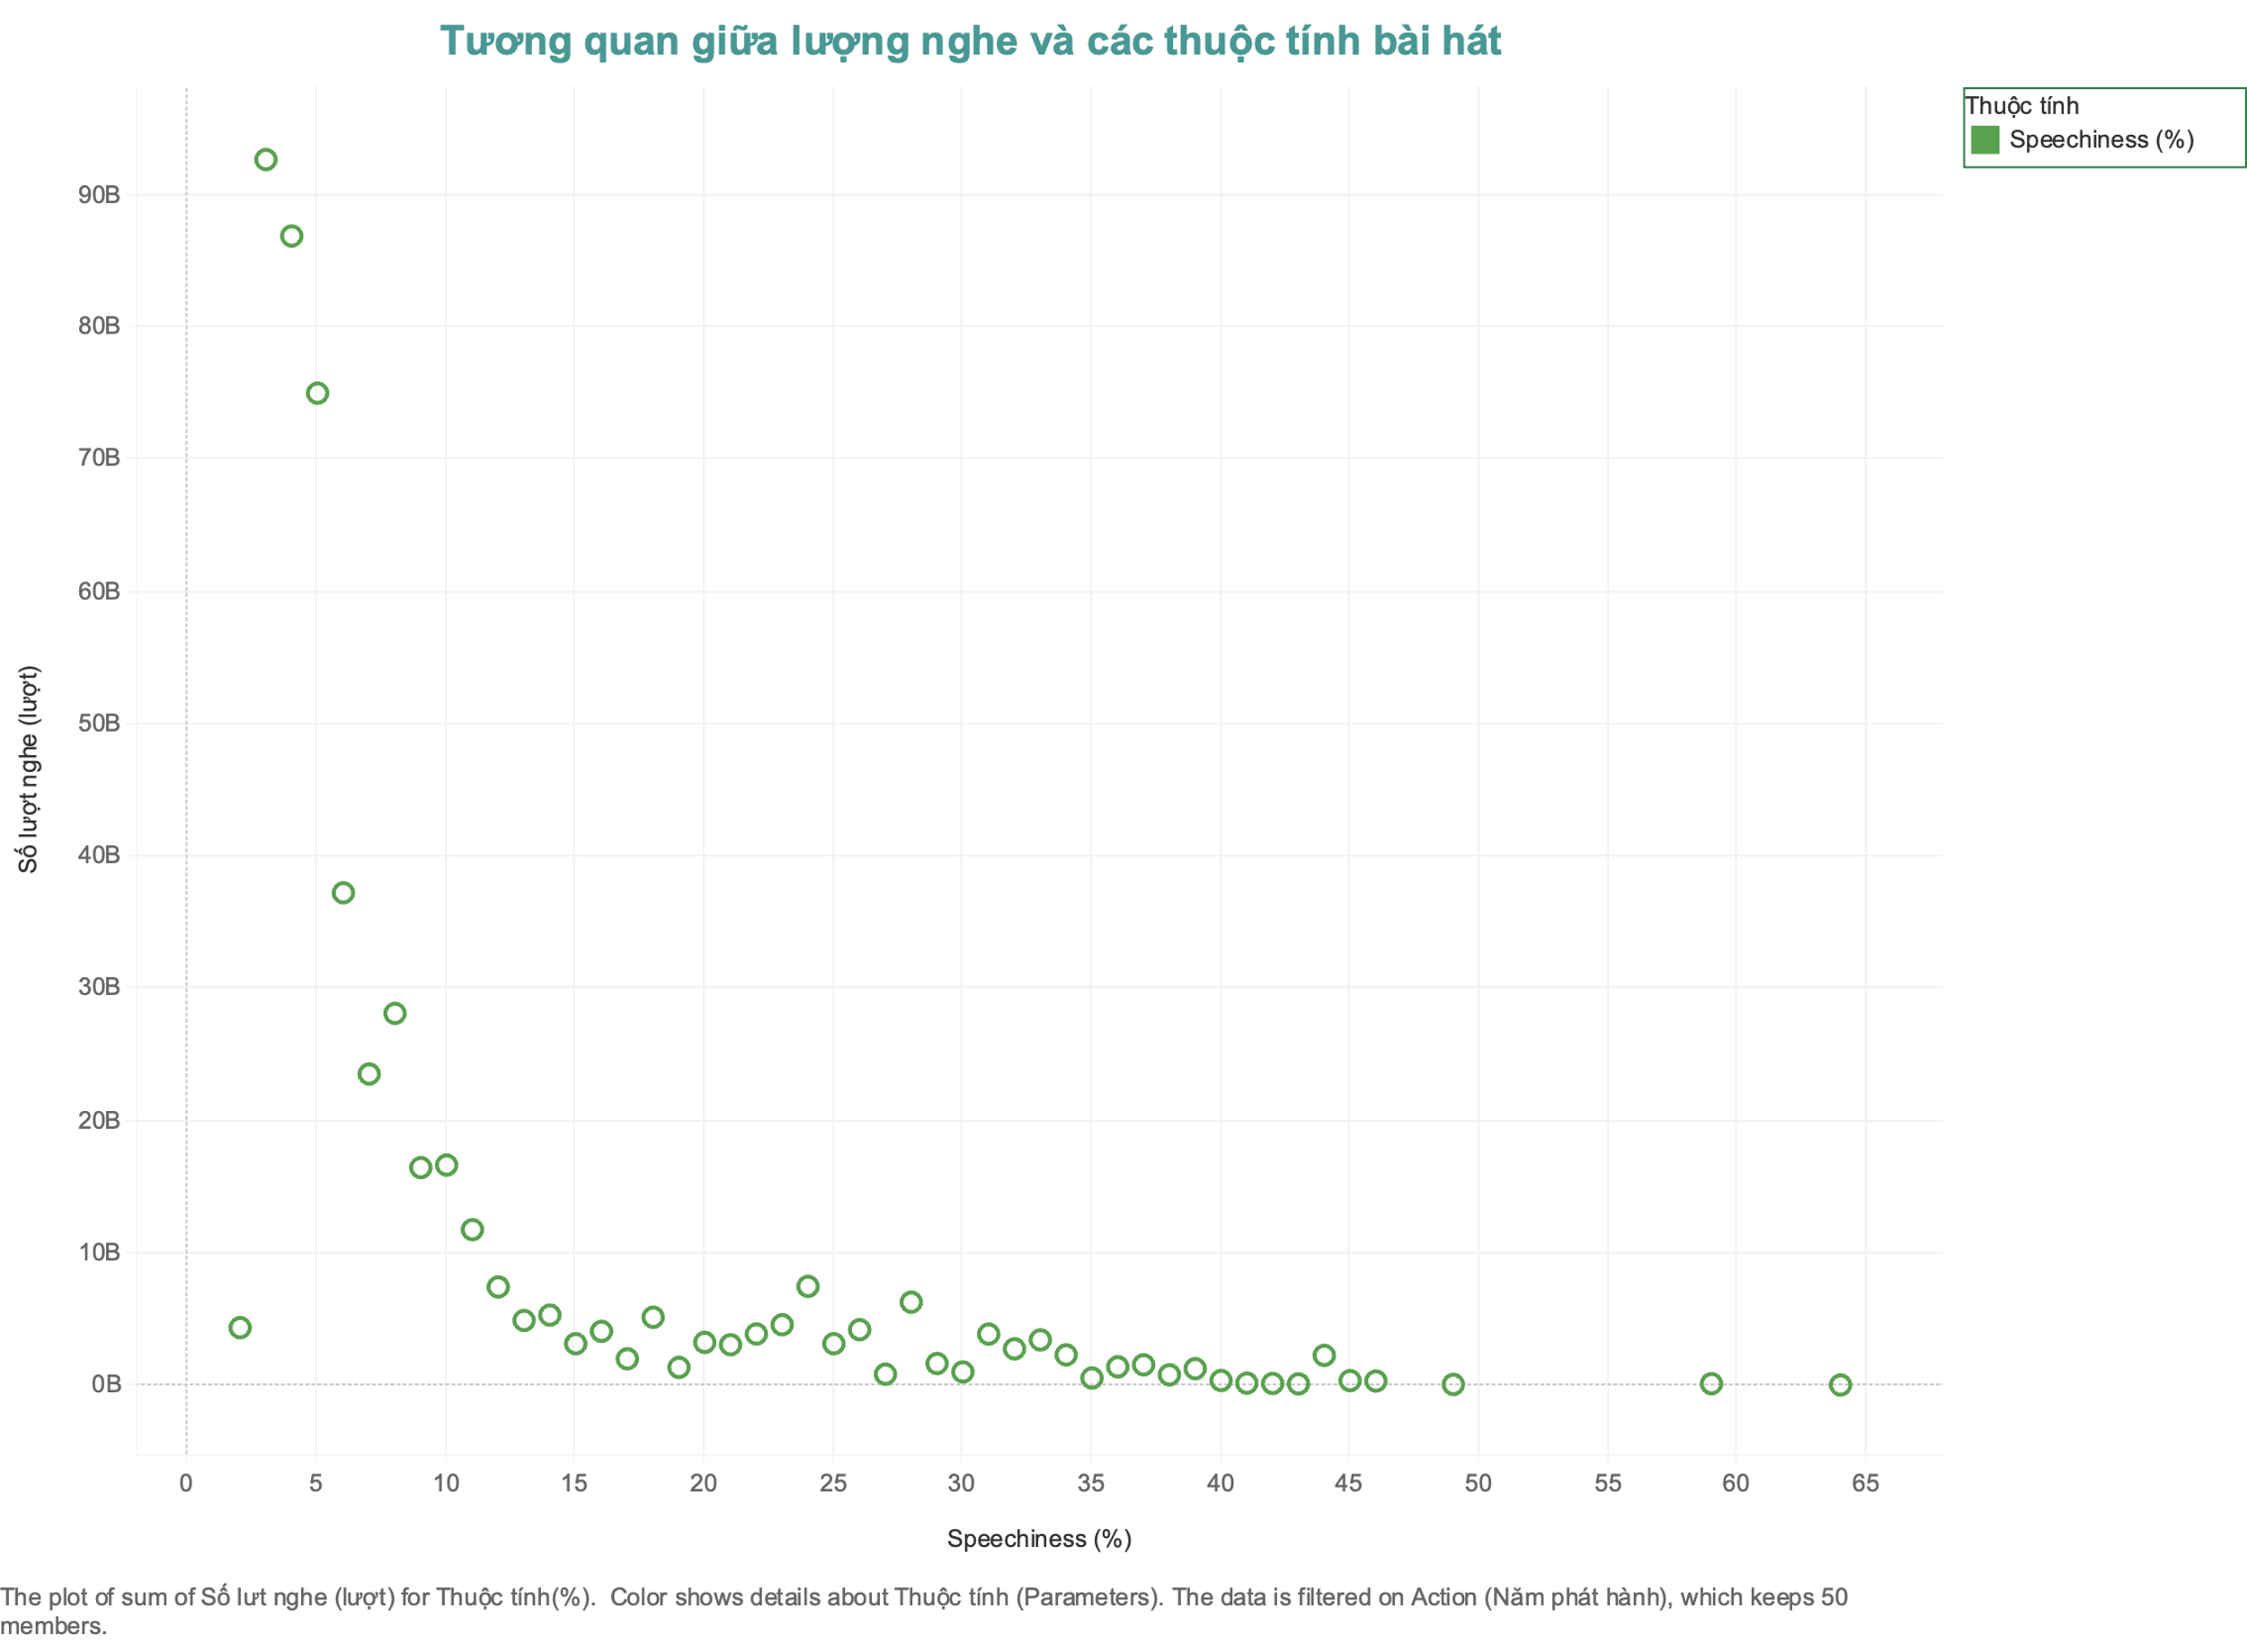 Tương quan giữa lượng nghe và các thuộc tính bài hát
Thuộc tính
Speechiness (%)
Số lượt nghe (lượt)
90B
80B
70B
60B
50B
40B
30B
20B
10B
0B
0 5 10 15 20 25 30 35 40 45 50 55 60 65
Speechiness (%)
The plot of sum of Số lưt nghe (lượt) for Thuộc tính(%). Color shows details about Thuộc tính (Parameters). The data is filtered on Action (Năm phát hành), which keeps 50
members.